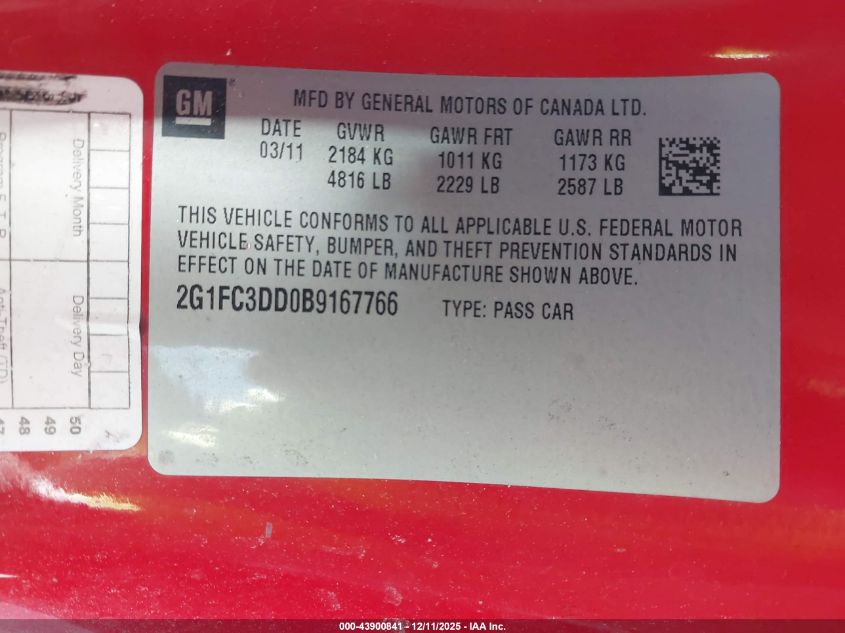 GM
MFD BY GENERAL MOTORS OF CANADA LTD.
DATE GVWR GAWR FRT GAWR RR
03/11 2184 KG 1011 KG 1173 KG
4816 LB 2229 LB 2587 LB
THIS VEHICLE CONFORMS TO ALL APPLICABLE U.S. FEDERAL MOTOR
VEHICLE SAFETY, BUMPER, AND THEFT PREVENTION STANDARDS IN
EFFECT ON THE DATE OF MANUFACTURE SHOWN ABOVE.
2G1FC3DD0B9167766 TYPE: PASS CAR
Delivery Month
Delivery Day
50
49
48
47
000-43900841 - 12/11/2025 - IAA Inc.